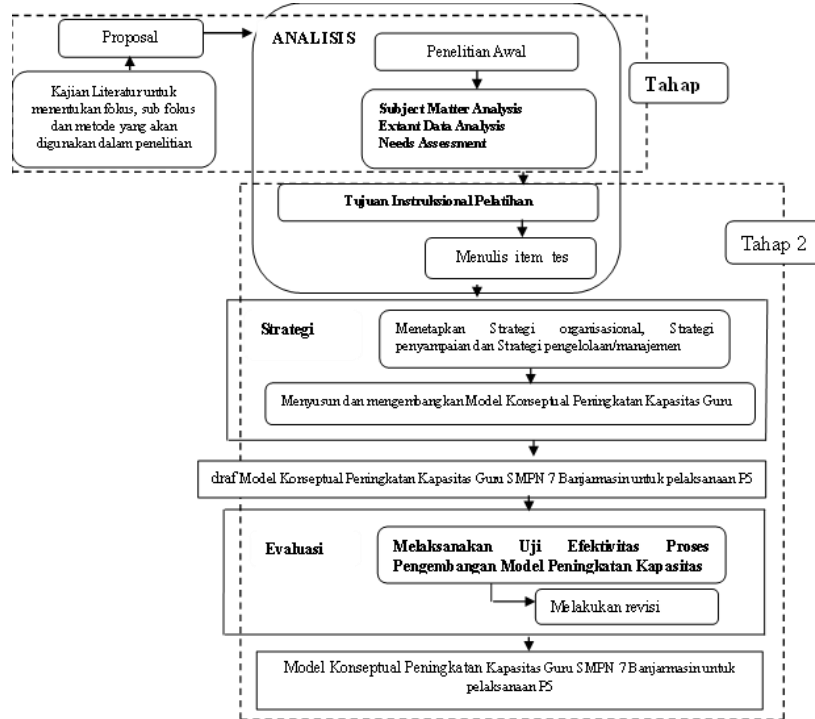 Proposal
Kajian Literatur untuk
menentukan fokus, sub fokus
dan metode yang akan
digunakan dalam penelitian
ANALISIS
Penelitian Awal
Subject Matter Analysis
Extant Data Analysis
Needs Assessment
Tahap
Tujuan Instruksional Pelatihan
Menulis item tes
Tahap 2
Strategi
Menetapkan Strategi organisasional, Strategi
penyampaian dan Strategi pengelolaan/manajemen
Menyusun dan mengembangkan Model Konseptual Peningkatan Kapasitas Guru
draf Model Konseptual Peningkatan Kapasitas Guru SMPN 7 Banjarmasin untuk pelaksanaan P5
Evaluasi
Melaksanakan Uji Efektivitas Proses
Pengembangan Model Peningkatan Kapasitas
Melakukan revisi
Model Konseptual Peningkatan Kapasitas Guru SMPN 7 Banjarmasin untuk
pelaksanaan P5